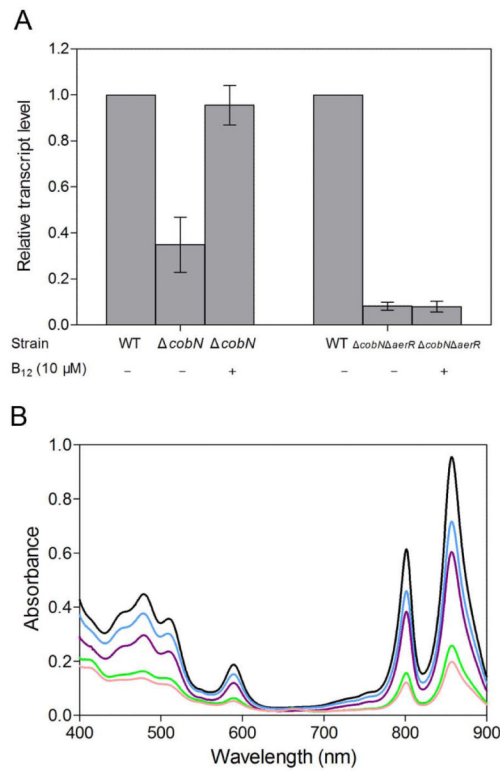 A
1.2
1.0
0.8
0.6
0.4
0.2
0.0
Relative transcript level
Strain WT ΔcobN ΔcobN WT ΔcobNΔaerR ΔcobNΔaerR
B12 (10 µM) – – + – – +
B
1.0
0.8
0.6
0.4
0.2
0.0
Absorbance
400 500 600 700 800 900
Wavelength (nm)